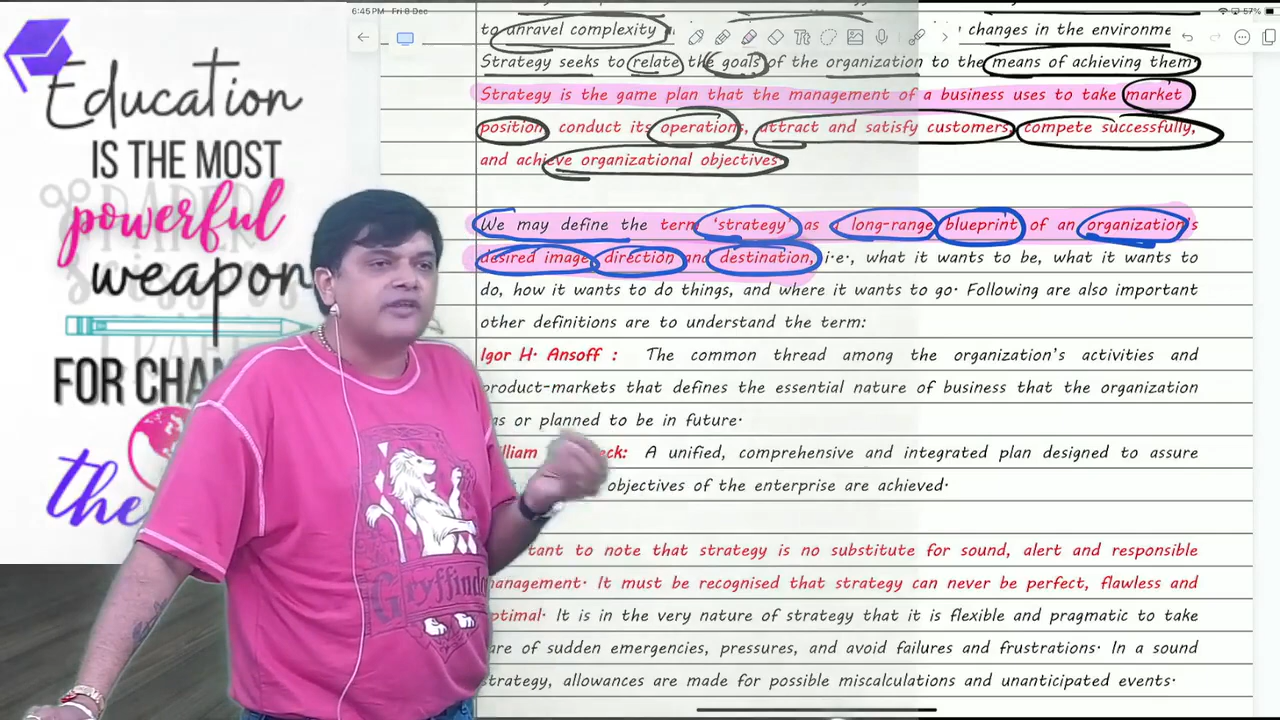 6:45 PM Fri 8 Dec
57%
to unravel complexity changes in the environme
Strategy seeks to relate the goals of the organization to the means of achieving them.
Strategy is the game plan that the management of a business uses to take market
position conduct its operations, attract and satisfy customers, compete successfully,
and achieve organizational objectives.
We may define the term 'strategy' as a long-range blueprint of an organization's
desired image, direction and destination, i.e., what it wants to be, what it wants to
do, how it wants to do things, and where it wants to go. Following are also important
other definitions are to understand the term:
Igor H. Ansoff : The common thread among the organization's activities and
product-markets that defines the essential nature of business that the organization
or planned to be in future.
A unified, comprehensive and integrated plan designed to assure
objectives of the enterprise are achieved.
to note that strategy is no substitute for sound, alert and responsible
management. It must be recognised that strategy can never be perfect, flawless and
optimal. It is in the very nature of strategy that it is flexible and pragmatic to take
of sudden emergencies, pressures, and avoid failures and frustrations. In a sound
strategy, allowances are made for possible miscalculations and unanticipated events.
Education
IS THE MOST
powerful
weapon
FOR
the
Gryffindo